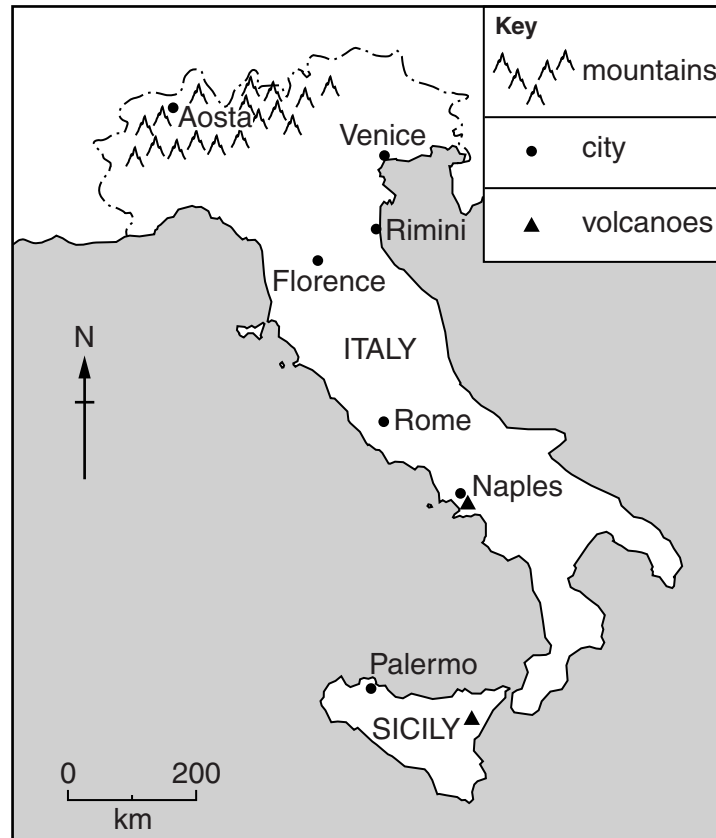 Key
mountains
city
volcanoes
Aosta
Venice
Rimini
Florence
N
ITALY
Rome
Naples
Palermo
SICILY
0 200
km